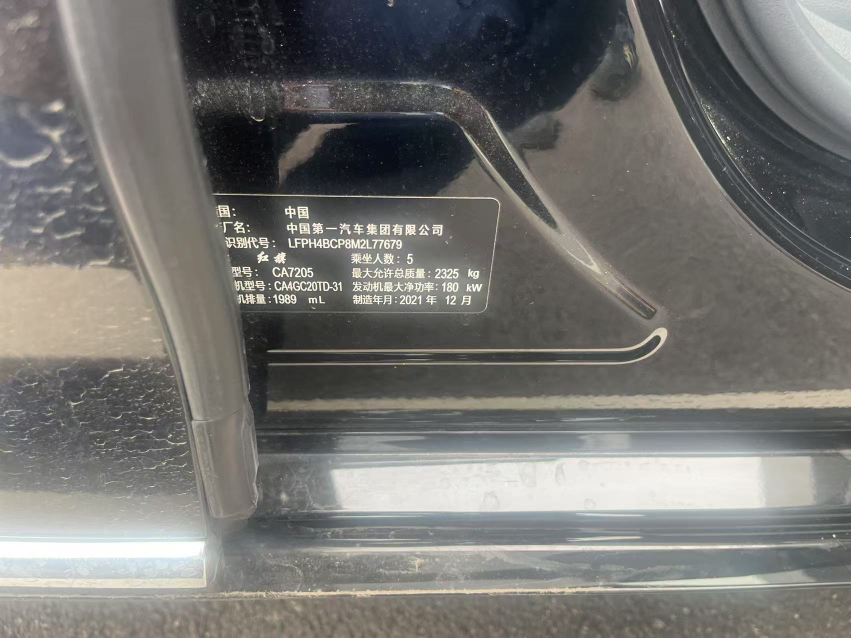 国： 中国
厂名： 中国第一汽车集团有限公司
识别代号： LFPH4BCP8M2L77679
红旗 乘坐人数：5
型号： CA7205 最大允许总质量：2325 kg
机型号：CA4GC20TD-31 发动机最大净功率：180 kW
机排量：1989 mL 制造年月：2021 年 12 月